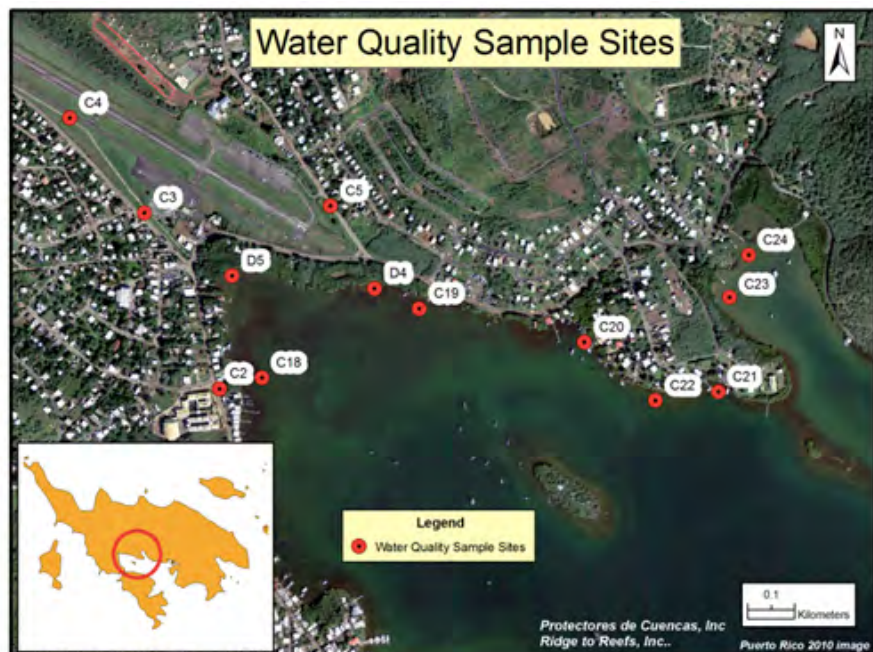 Water Quality Sample Sites
N
C4
C5
C3
C24
D5
D4
C23
C19
C20
C18
C2
C21
C22
Legend
Water Quality Sample Sites
0.1
Kilometers
Protectores de Cuencas, Inc
Ridge to Reefs, Inc..
Puerto Rico 2010 image